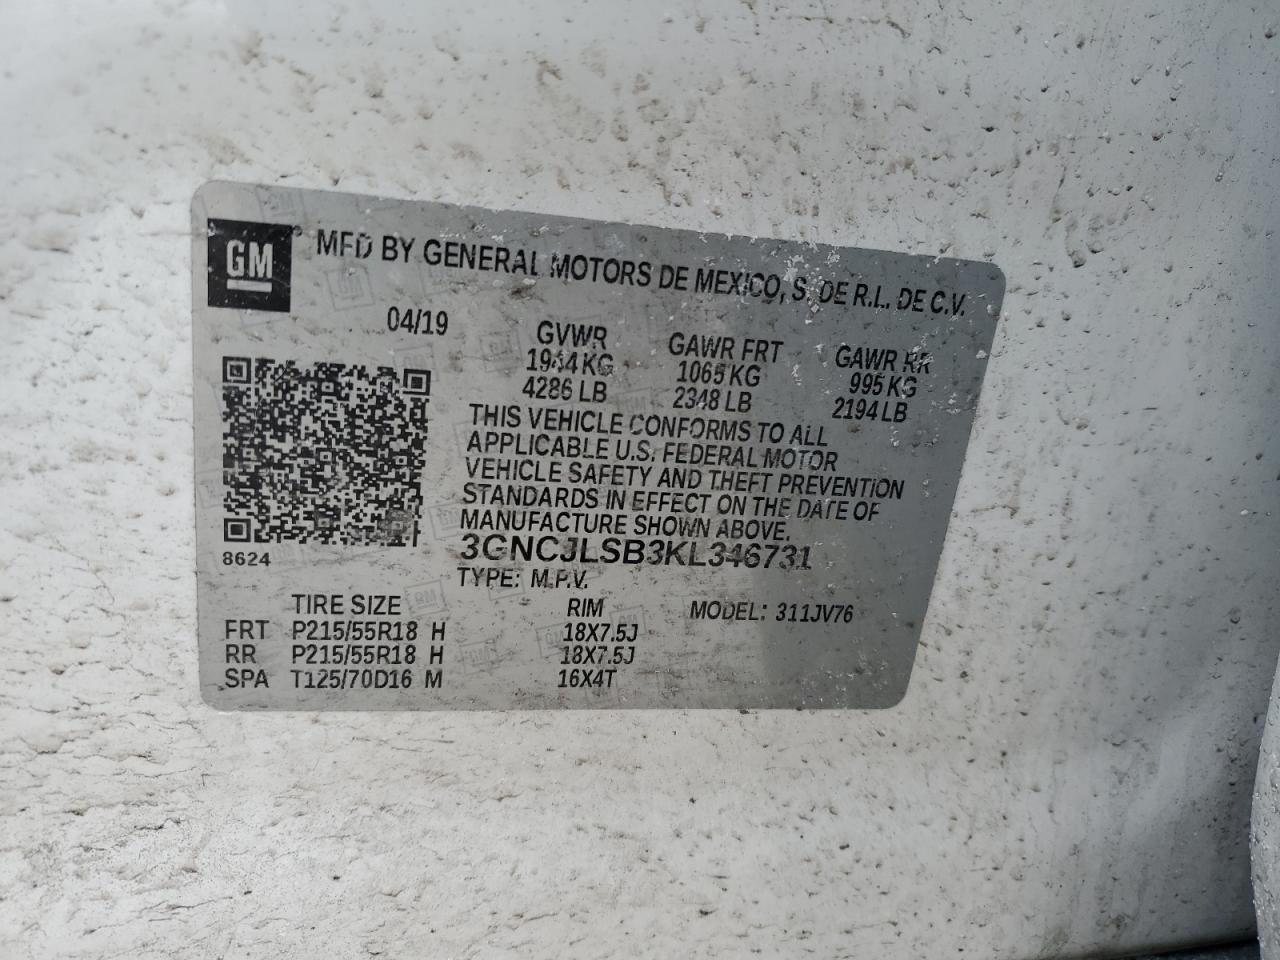 GM
MFD BY GENERAL MOTORS DE MEXICO, S. DE R.L. DE C.V.
04/19
GVWR GAWR FRT GAWR RR
1944 KG 1065 KG 995 KG
4286 LB 2348 LB 2194 LB
THIS VEHICLE CONFORMS TO ALL
APPLICABLE U.S. FEDERAL MOTOR
VEHICLE SAFETY AND THEFT PREVENTION
STANDARDS IN EFFECT ON THE DATE OF
MANUFACTURE SHOWN ABOVE.
3GNCJLSB3KL346731
8624
TYPE: M.P.V.
TIRE SIZE RIM MODEL: 311JV76
FRT P215/55R18 H 18X7.5J
RR P215/55R18 H 18X7.5J
SPA T125/70D16 M 16X4T